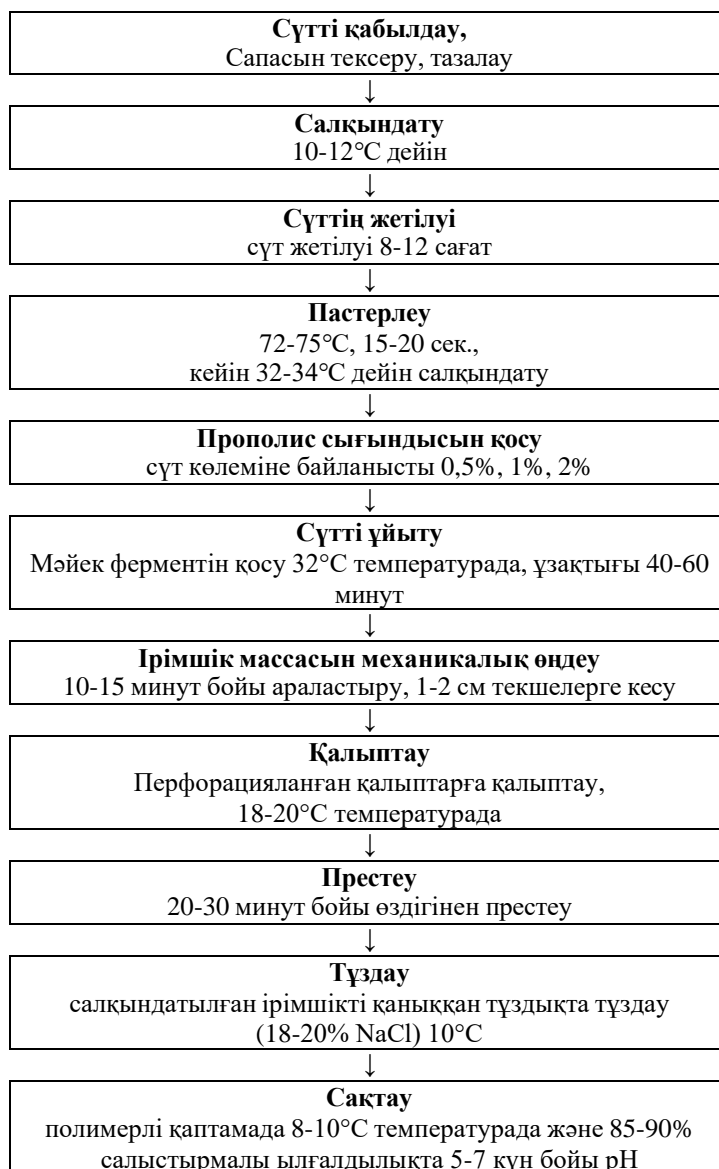 Сүтті қабылдау,
Сапасын тексеру, тазалау
↓
Салқындату
10-12°С дейін
↓
Сүттің жетілуі
сүт жетілуі 8-12 сағат
↓
Пастерлеу
72-75°С, 15-20 сек.,
кейін 32-34°С дейін салқындату
↓
Прополис сығындысын қосу
сүт көлеміне байланысты 0,5%, 1%, 2%
↓
Сүтті ұйыту
Мәйек ферментін қосу 32°С температурада, ұзақтығы 40-60
минут
↓
Ірімшік массасын механикалық өңдеу
10-15 минут бойы араластыру, 1-2 см текшелерге кесу
↓
Қалыптау
Перфорацияланған қалыптарға қалыптау,
18-20°С температурада
↓
Престеу
20-30 минут бойы өздігінен престеу
↓
Тұздау
салқындатылған ірімшікті қаныққан тұздықта тұздау
(18-20% NaCl) 10°С
↓
Сақтау
полимерлі қаптамада 8-10°С температурада және 85-90%
салыстырмалы ылғалдылықта 5-7 күн бойы рН